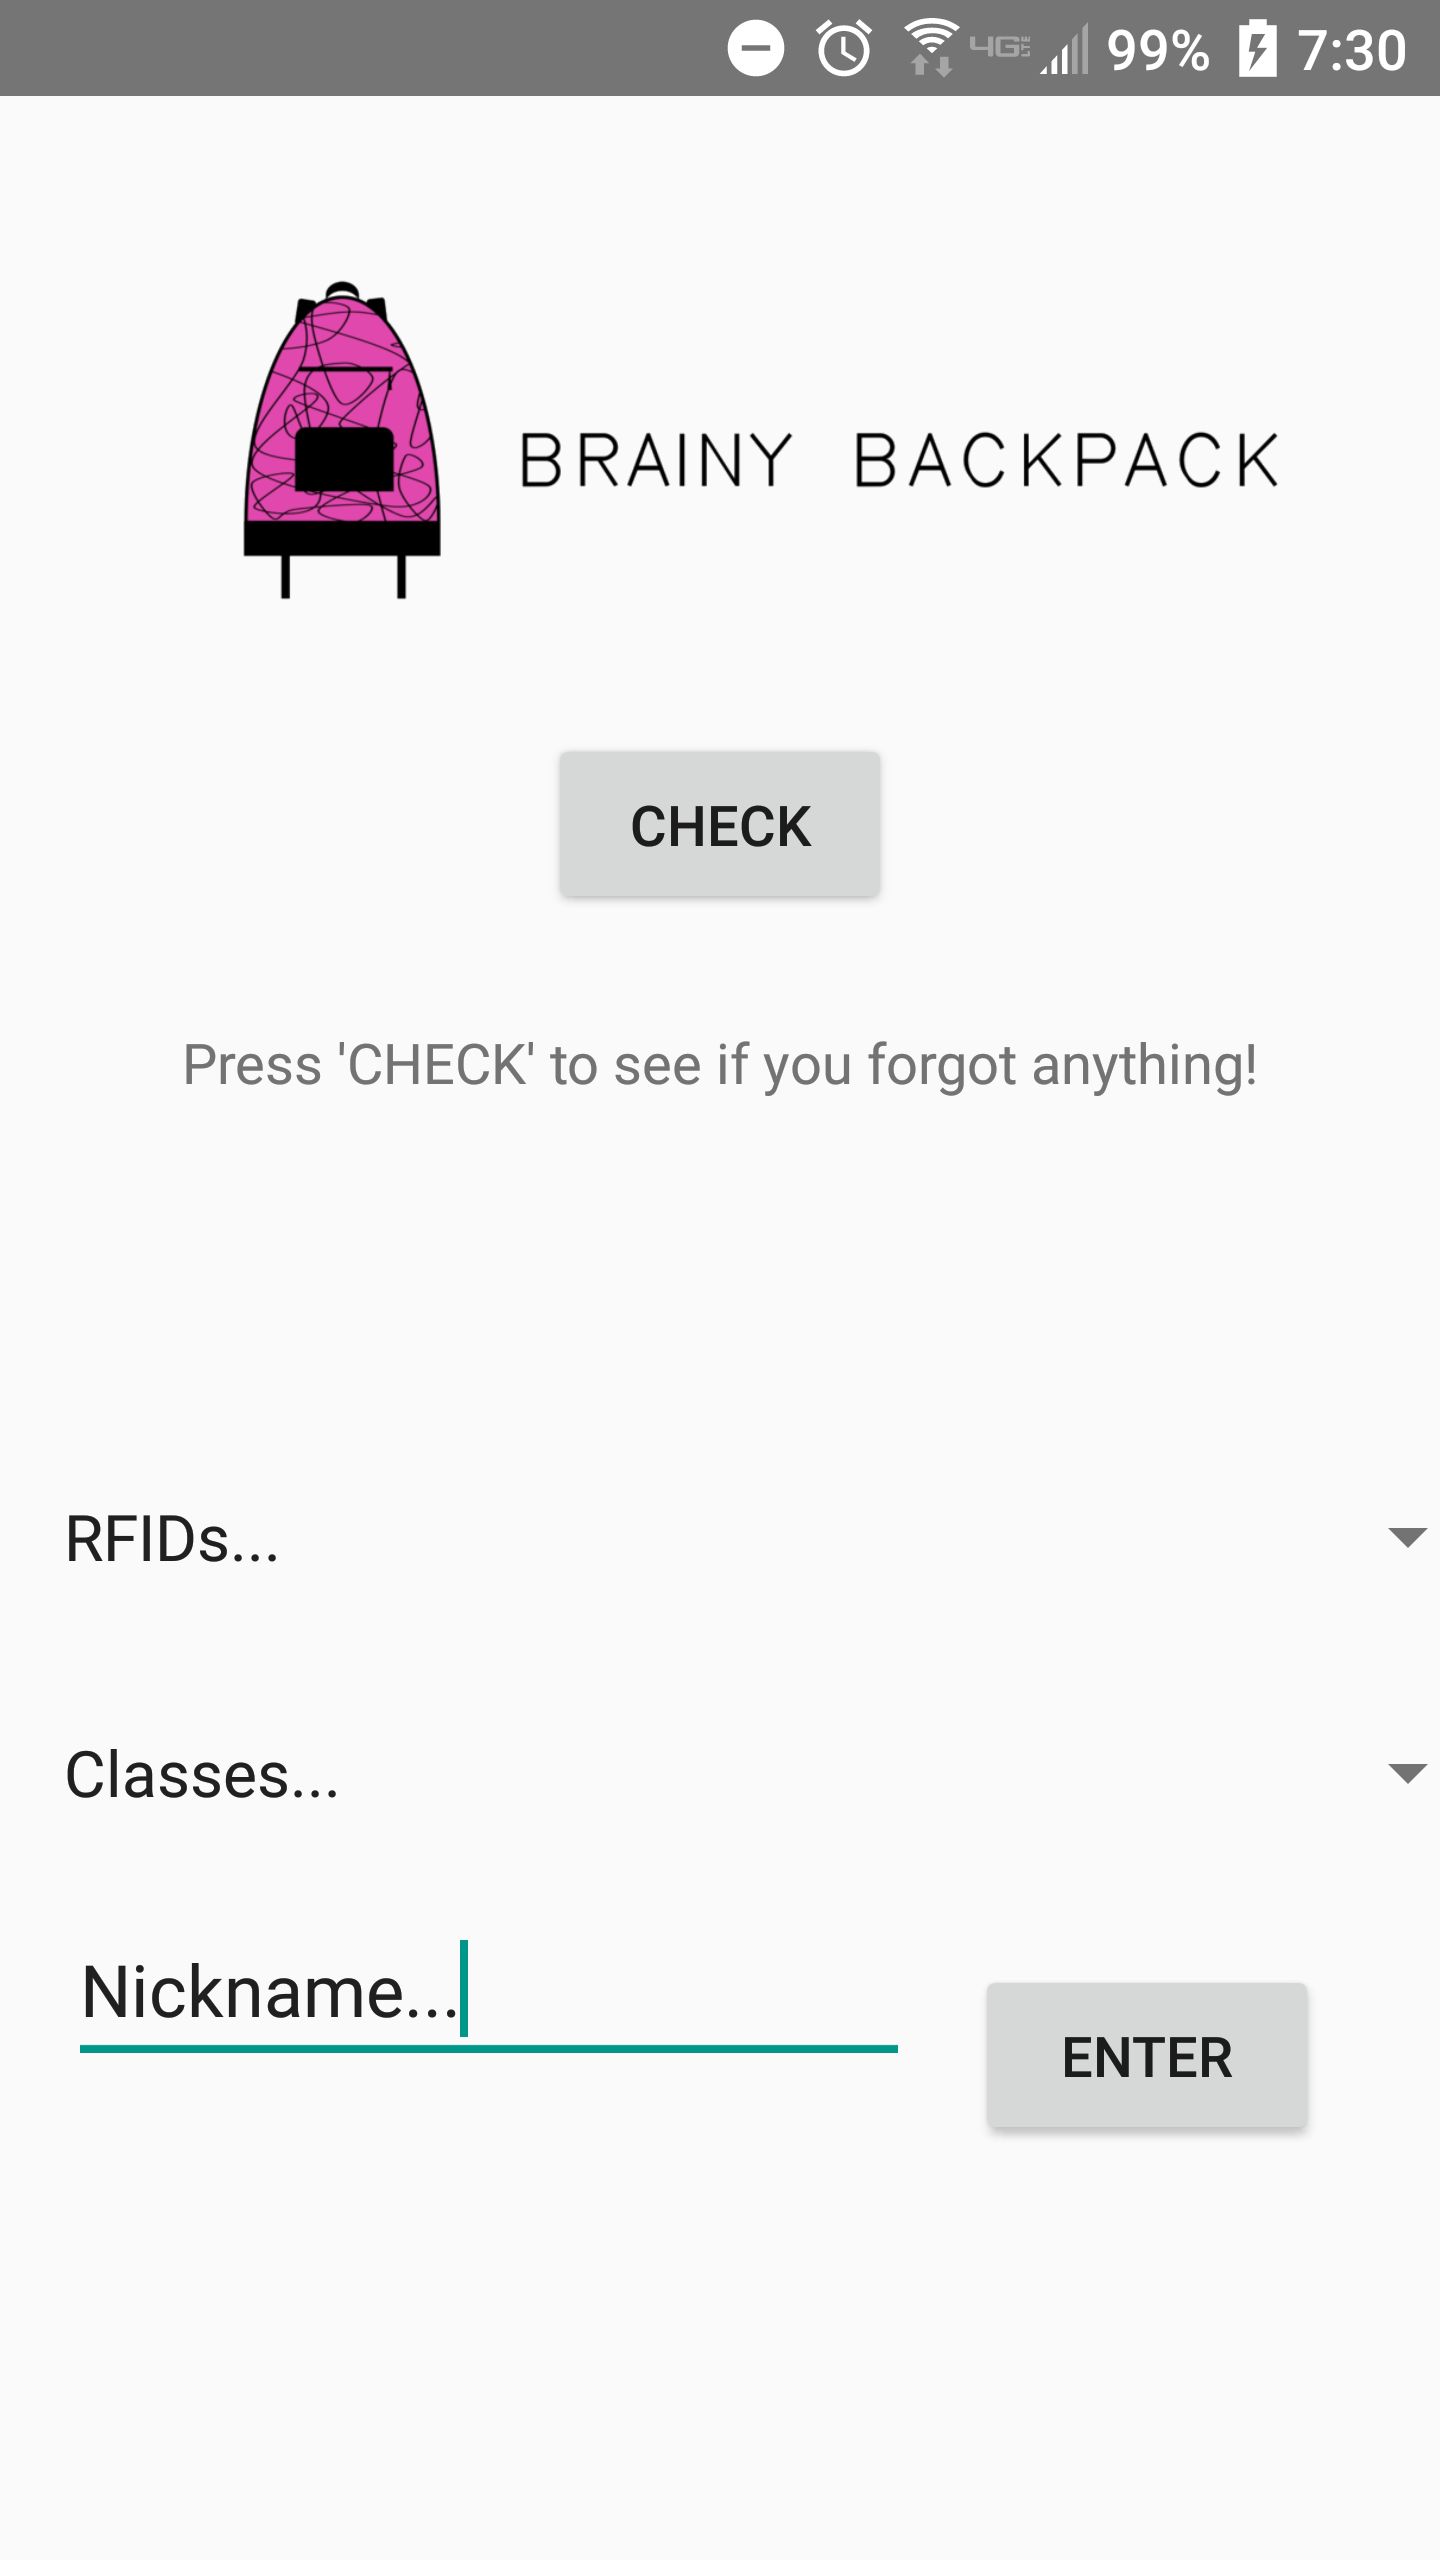 4G LTE 99% 7:30
BRAINY BACKPACK
CHECK
Press 'CHECK' to see if you forgot anything!
RFIDs...
Classes...
Nickname...
ENTER